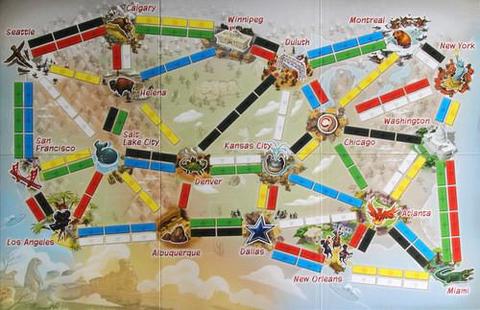 Calgary
Winnipeg
Montreal
Seattle
Duluth
New York
Helena
Washington
San
Francisco
Salt
Lake City
Kansas City
Chicago
Denver
Atlanta
Los Angeles
Albuquerque
Dallas
New Orleans
Miami